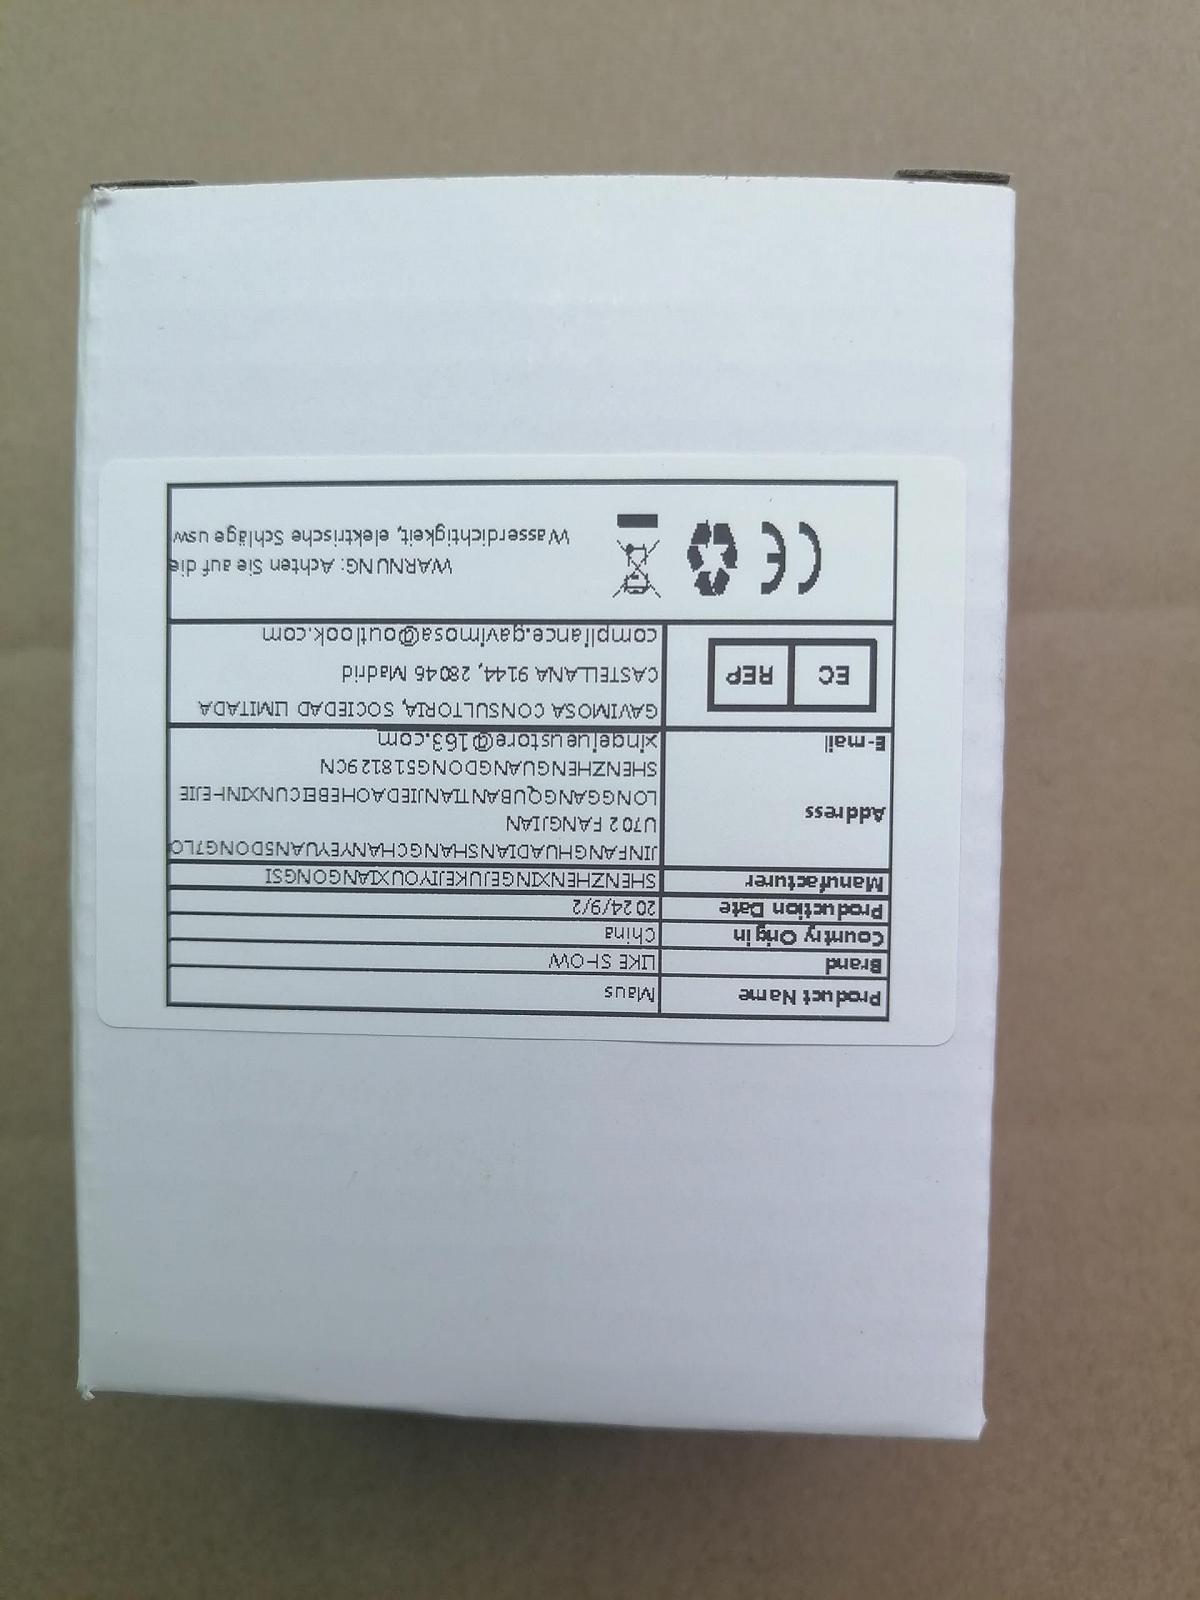 Product Name Maus
Brand LIKE SHOW
Country Origin China
Production Date 2024/9/2
Manufacturer SHENZHENXINGEJUKEJIYOUXIANGONGSI
Address
JINFANGHUADIANSHANGCHANYEYUAN5DONG7LO
U702 FANGJIAN
LONGGANGQUBANTIANJIEDAOHEBEICUNXINHEJIE
SHENZHENGUANGDONG518129CN
E-mail xingejueustore@163.com
EC REP
GAVIMOSA CONSULTORIA, SOCIEDAD LIMITADA
CASTELLANA 9144, 28046 Madrid
compliance.gavimosa@outlook.com
CE
WARNUNG: Achten Sie auf die
Wasserdichtigkeit, elektrische Schläge usw